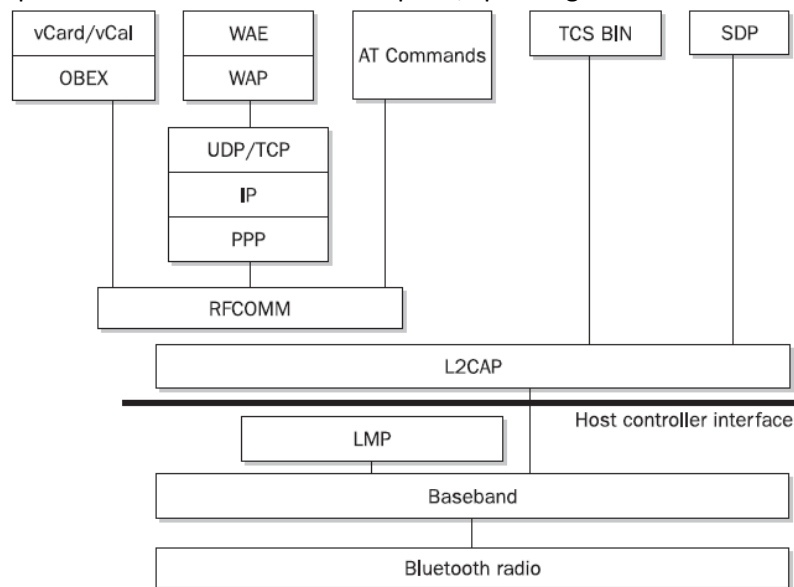 vCard/vCal
OBEX
WAE
WAP
AT Commands
TCS BIN
SDP
UDP/TCP
IP
PPP
RFCOMM
L2CAP
Host controller interface
LMP
Baseband
Bluetooth radio